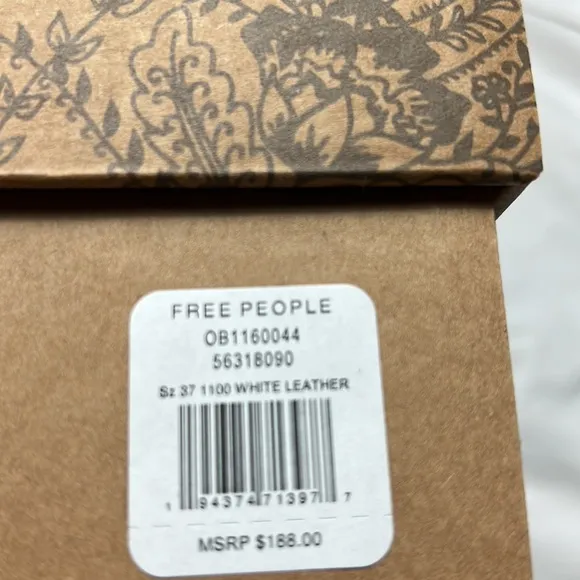 FREE PEOPLE
OB1160044
56318090
Sz 37 1100 WHITE LEATHER
1 94374 71397 7
MSRP $188.00